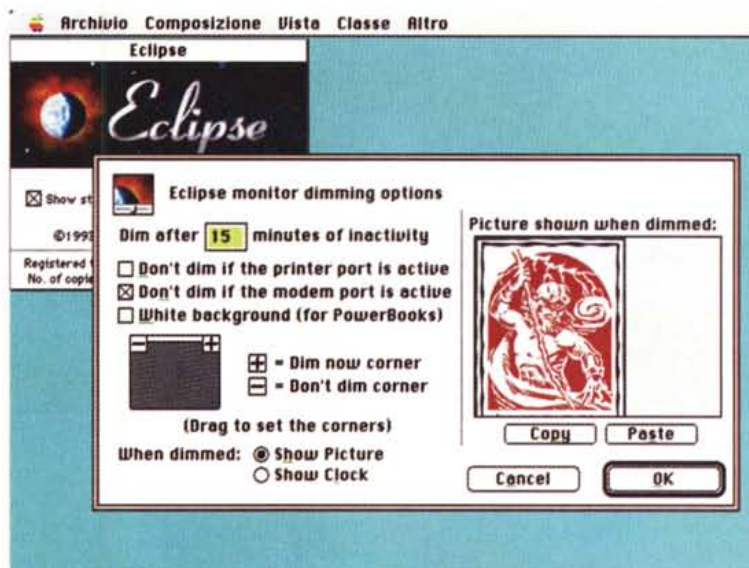 Archivio Composizione Vista Classe Altro
Eclipse
Eclipse
Show st
©1993
Registered
No. of copie
Eclipse monitor dimming options
Dim after 15 minutes of inactivity
Don't dim if the printer port is active
Don't dim if the modem port is active
White background (for PowerBooks)
+ = Dim now corner
- = Don't dim corner
(Drag to set the corners)
When dimmed: Show Picture
Show Clock
Picture shown when dimmed:
Copy Paste
Cancel OK